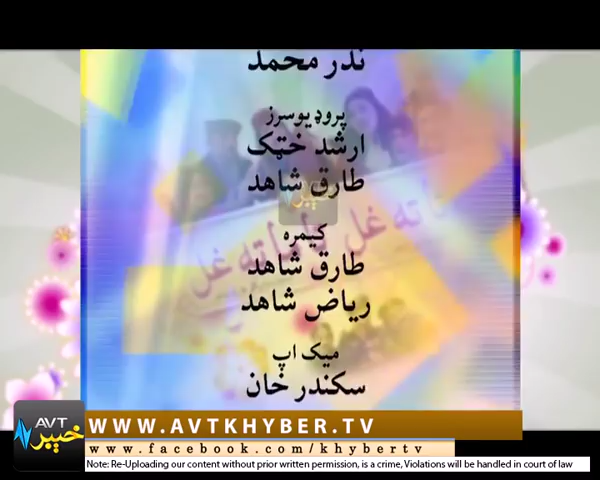 نذر محمد
پروډیوسرز
ارشد خټک
طارق شاهد
کیمره
طارق شاهد
ریاض شاهد
میک اپ
سکندر خان
AVT
خیبر
WWW.AVTKHYBER.TV
www.facebook.com/khybertv
Note: Re-Uploading our content without prior written permission, is a crime, Violations will be handled in court of law